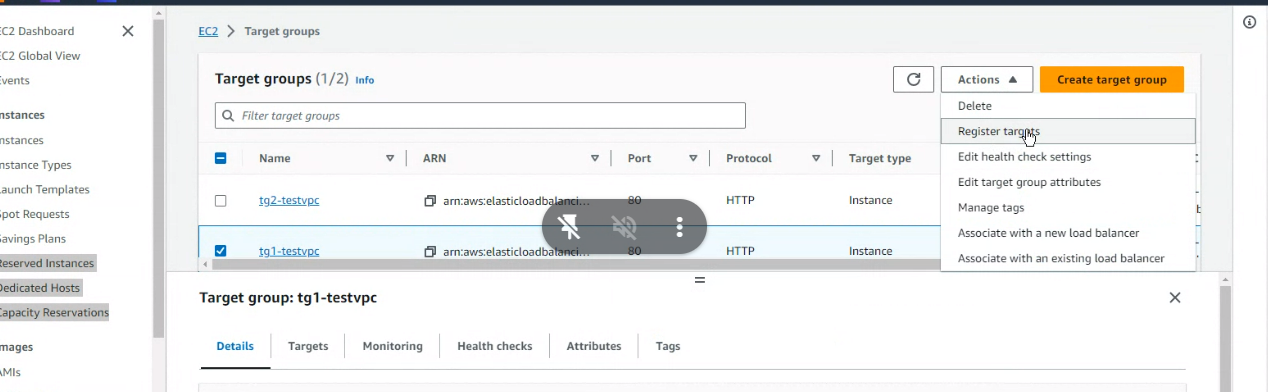 EC2 Dashboard
EC2 Global View
Events
Instances
Instances
Instance Types
Launch Templates
Spot Requests
Savings Plans
Reserved Instances
Dedicated Hosts
Capacity Reservations
Images
AMIs
EC2 > Target groups
Target groups (1/2) Info
Actions
Create target group
Filter target groups
Delete
Register targets
Edit health check settings
Edit target group attributes
Manage tags
Associate with a new load balancer
Associate with an existing load balancer
Name ARN Port Protocol Target type
tg2-testvpc arn:aws:elasticloadbalanci... 80 HTTP Instance
tg1-testvpc arn:aws:elasticloadbalanci... 80 HTTP Instance
Target group: tg1-testvpc
Details Targets Monitoring Health checks Attributes Tags